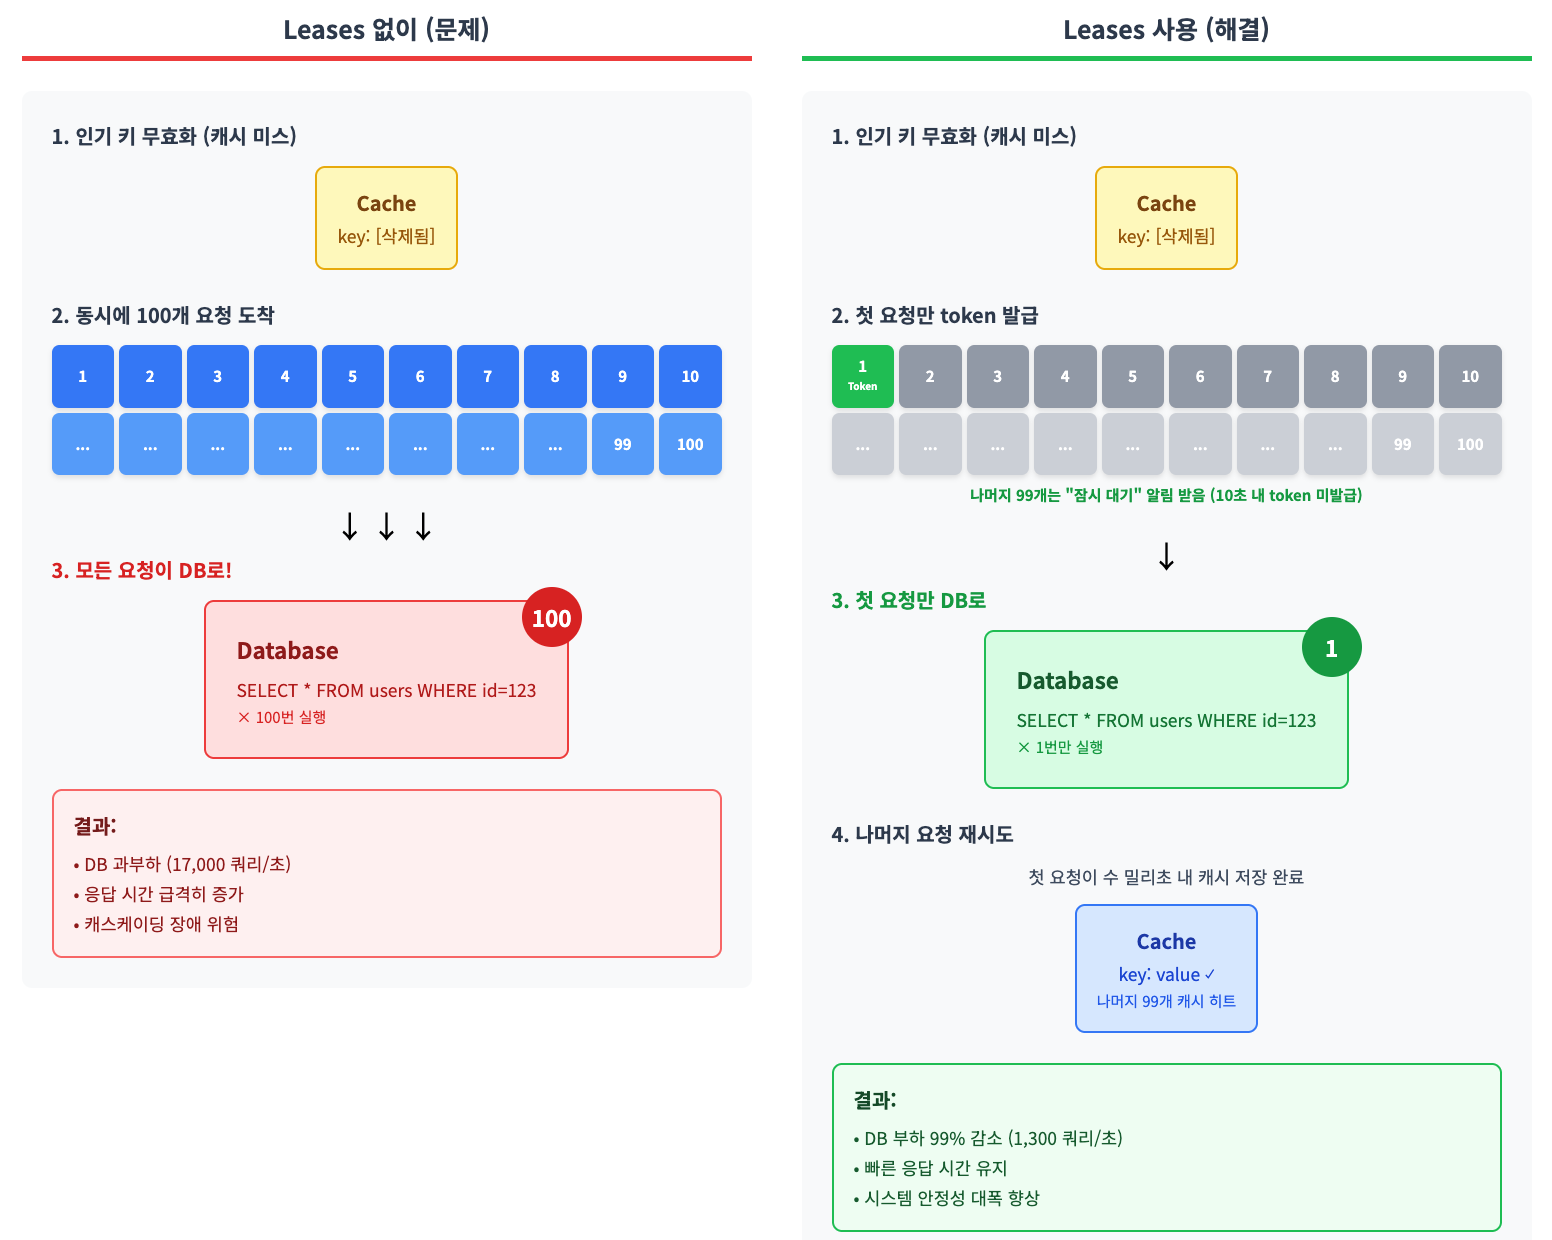 Leases 없이 (문제)
1. 인기 키 무효화 (캐시 미스)
Cache
key: [삭제됨]
2. 동시에 100개 요청 도착
1 2 3 4 5 6 7 8 9 10
... ... ... ... ... ... ... ... 99 100
↓ ↓ ↓
3. 모든 요청이 DB로!
100
Database
SELECT * FROM users WHERE id=123
× 100번 실행
결과:
• DB 과부하 (17,000 쿼리/초)
• 응답 시간 급격히 증가
• 캐스케이딩 장애 위험
Leases 사용 (해결)
1. 인기 키 무효화 (캐시 미스)
Cache
key: [삭제됨]
2. 첫 요청만 token 발급
1 2 3 4 5 6 7 8 9 10
Token
... ... ... ... ... ... ... ... 99 100
나머지 99개는 "잠시 대기" 알림 받음 (10초 내 token 미발급)
↓
3. 첫 요청만 DB로
1
Database
SELECT * FROM users WHERE id=123
× 1번만 실행
4. 나머지 요청 재시도
첫 요청이 수 밀리초 내 캐시 저장 완료
Cache
key: value ✓
나머지 99개 캐시 히트
결과:
• DB 부하 99% 감소 (1,300 쿼리/초)
• 빠른 응답 시간 유지
• 시스템 안정성 대폭 향상